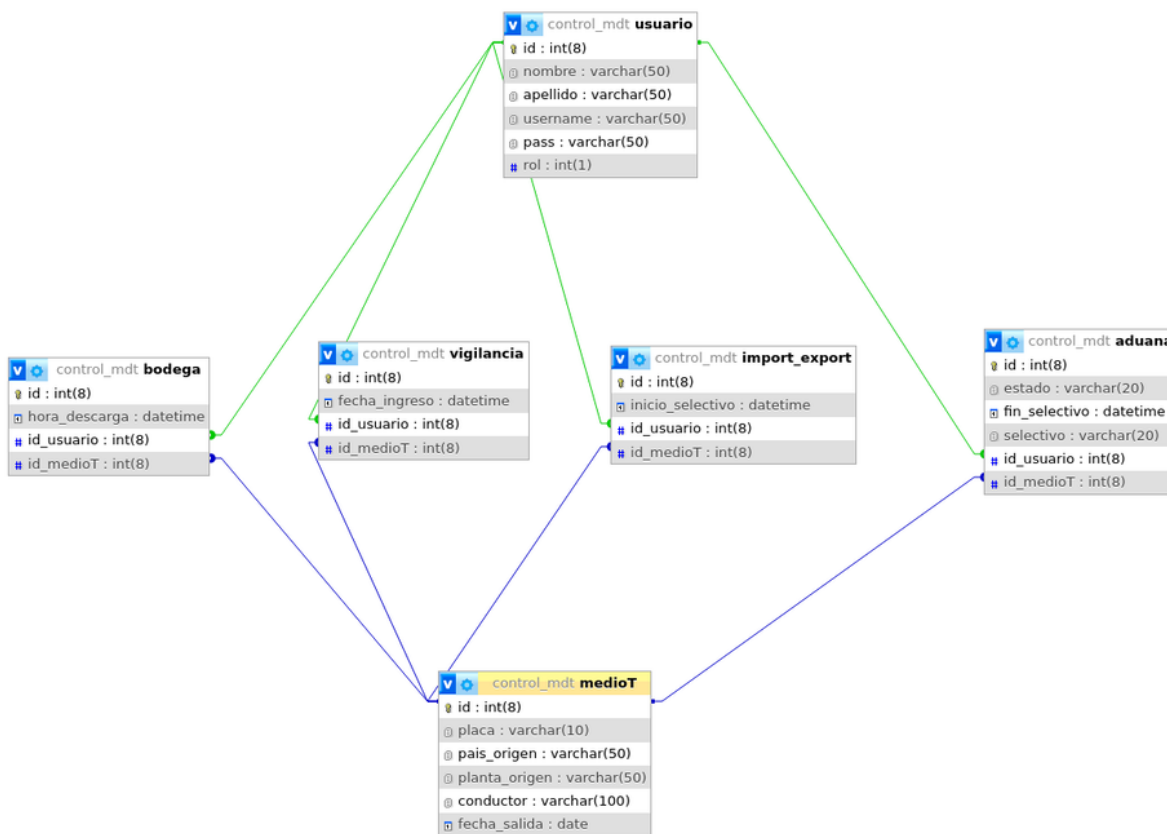 control_mdt usuario
id : int(8)
nombre : varchar(50)
apellido : varchar(50)
username : varchar(50)
pass : varchar(50)
rol : int(1)
control_mdt bodega
id : int(8)
hora_descarga : datetime
id_usuario : int(8)
id_medioT : int(8)
control_mdt vigilancia
id : int(8)
fecha_ingreso : datetime
id_usuario : int(8)
id_medioT : int(8)
control_mdt import_export
id : int(8)
inicio_selectivo : datetime
id_usuario : int(8)
id_medioT : int(8)
control_mdt aduana
id : int(8)
estado : varchar(20)
fin_selectivo : datetime
selectivo : varchar(20)
id_usuario : int(8)
id_medioT : int(8)
control_mdt medioT
id : int(8)
placa : varchar(10)
pais_origen : varchar(50)
planta_origen : varchar(50)
conductor : varchar(100)
fecha_salida : date